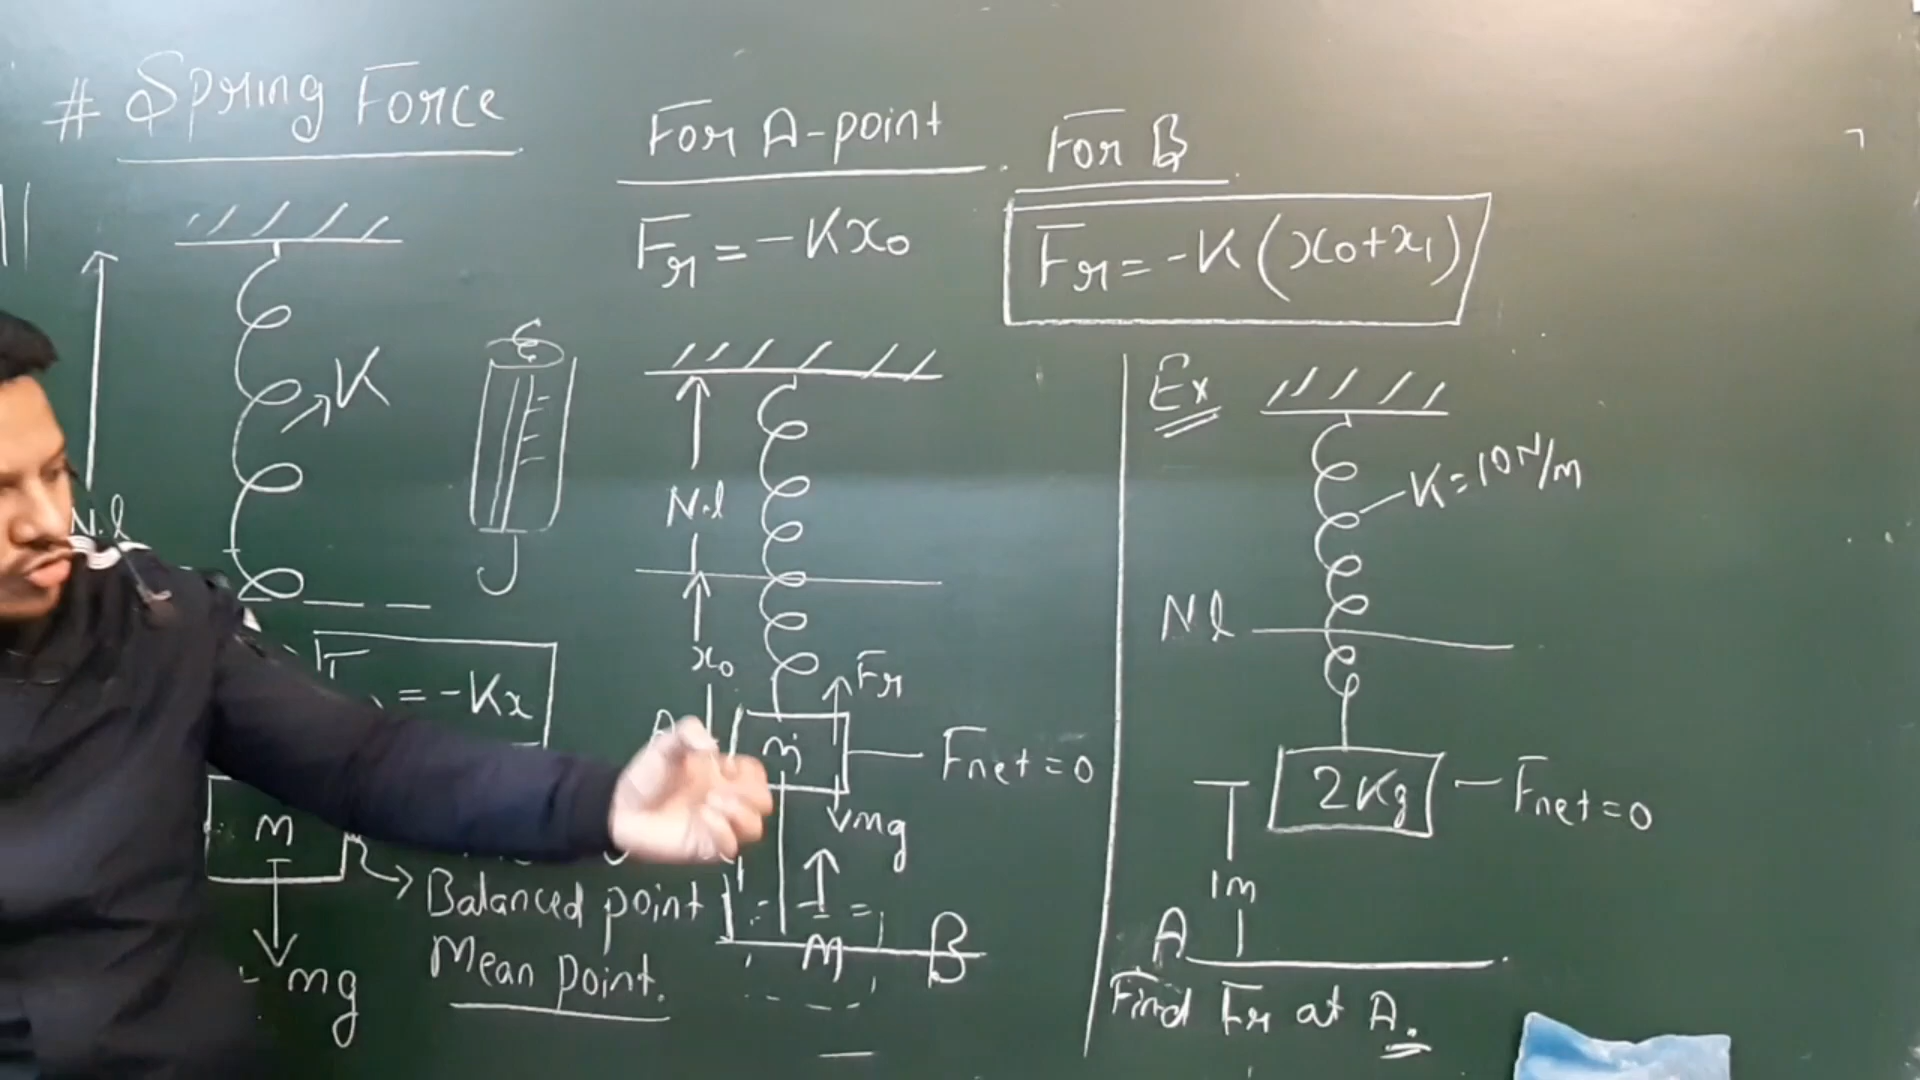 # Spring Force
For A-point
For B
Fr = -Kx₀
Fr = -K(x₀+x₁)
K
N.l
= -Kx
m
mg
Balanced point
Mean point.
N.l
x₀
Fr
A
m
Fnet = 0
mg
M
B
Ex
K = 10 N/m
Nl
2Kg
Fnet = 0
1m
A
Find Fr at A.